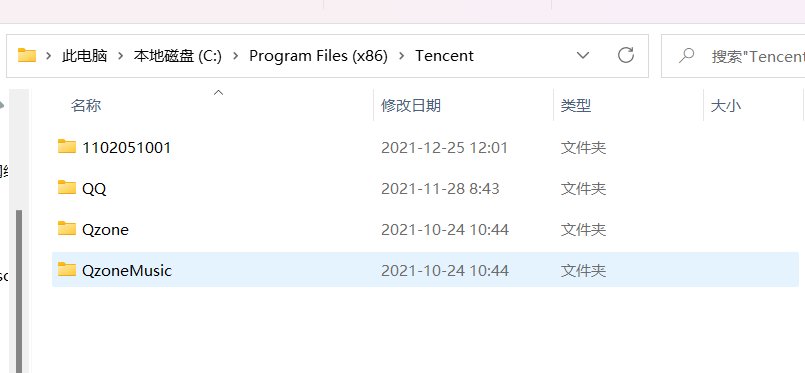 此电脑 > 本地磁盘 (C:) > Program Files (x86) > Tencent
搜索"Tencent
名称 修改日期 类型 大小
1102051001 2021-12-25 12:01 文件夹
QQ 2021-11-28 8:43 文件夹
Qzone 2021-10-24 10:44 文件夹
QzoneMusic 2021-10-24 10:44 文件夹